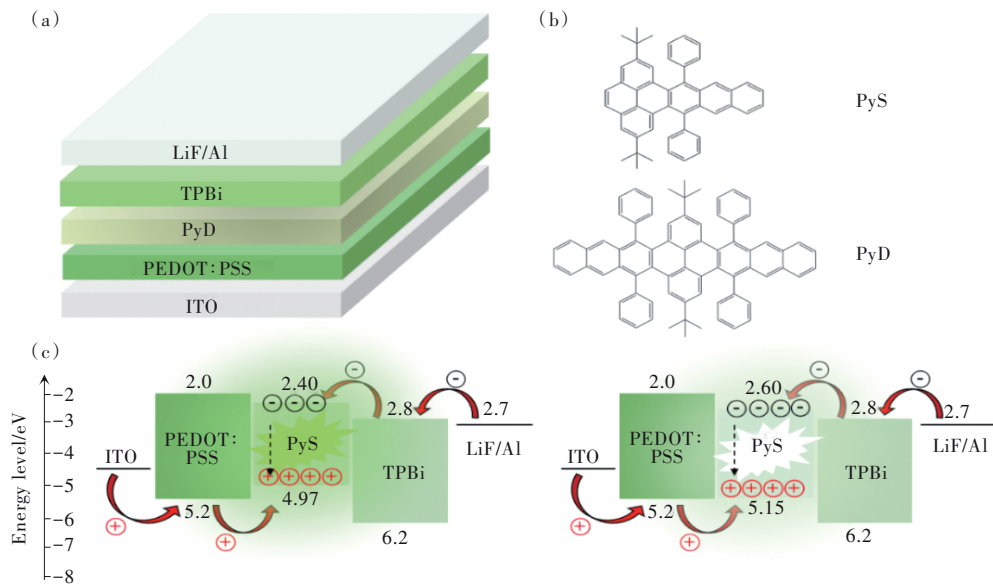 (a)
LiF/Al
TPBi
PyD
PEDOT:PSS
ITO
(b)
PyS
PyD
(c)
Energy level/eV
-2
-3
-4
-5
-6
-7
-8
ITO
+
2.0
PEDOT:
PSS
5.2
+
2.40
- - -
PyS
+ + + +
4.97
-
2.8
TPBi
6.2
-
2.7
LiF/Al
ITO
+
2.0
PEDOT:
PSS
5.2
+
2.60
- - - -
PyS
+ + + +
5.15
-
2.8
TPBi
6.2
-
2.7
LiF/Al